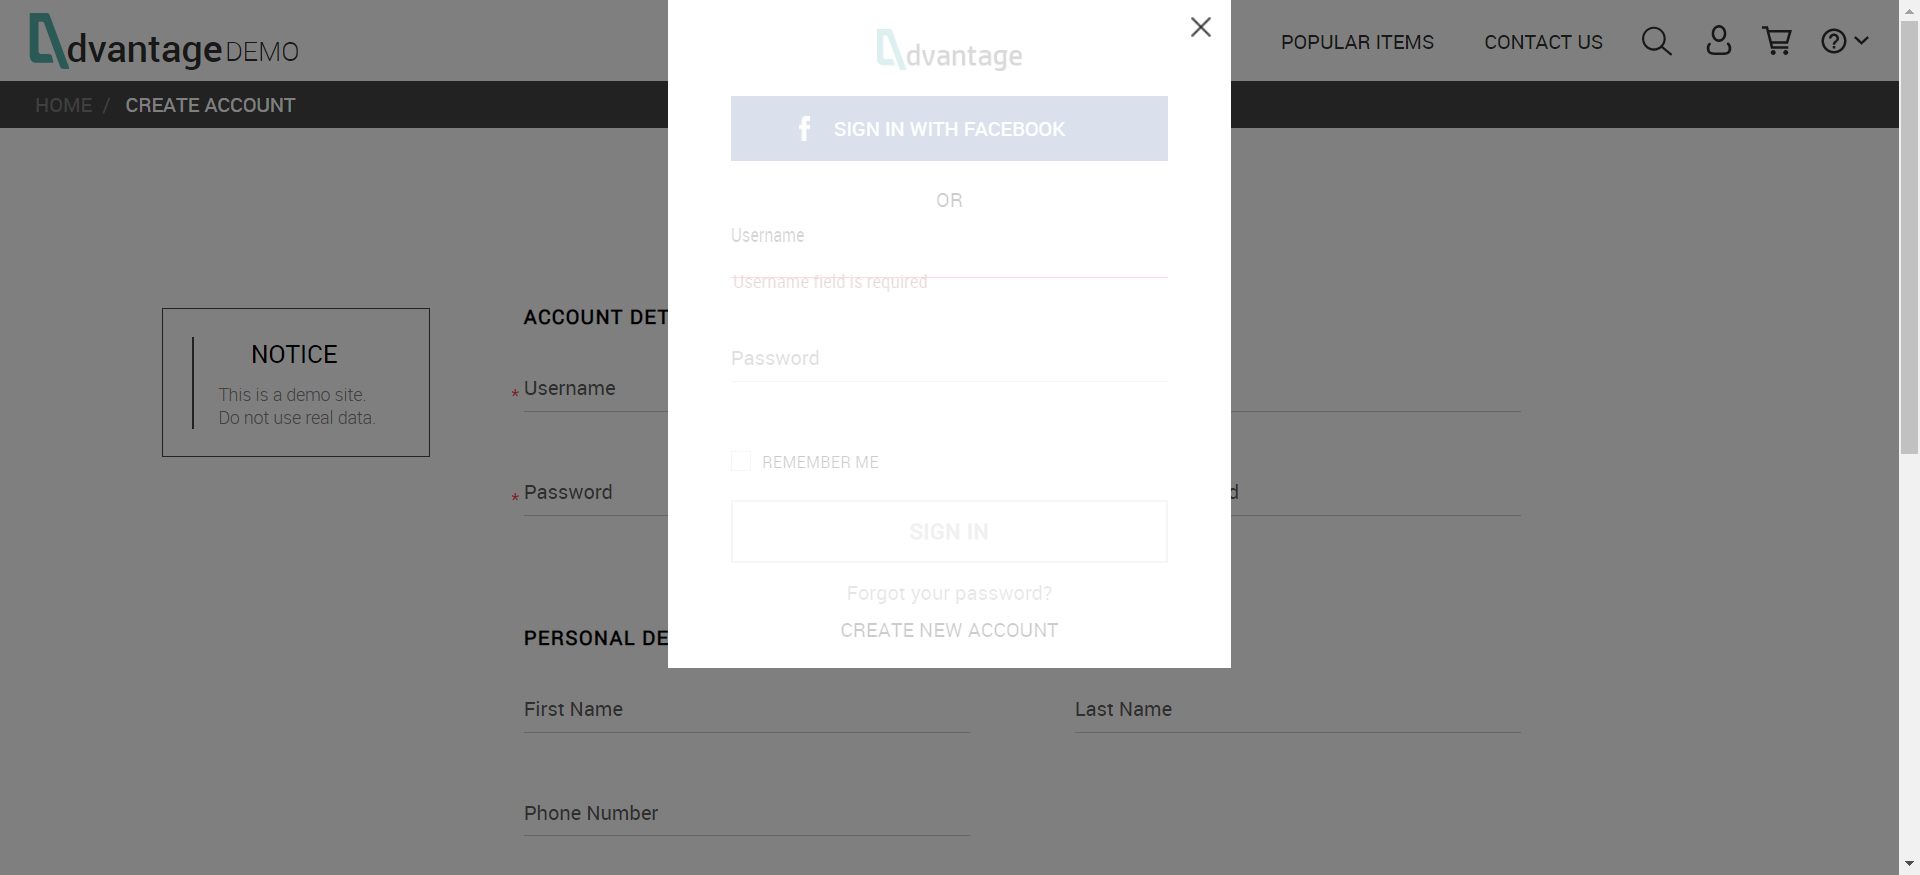 dvantage DEMO
POPULAR ITEMS
CONTACT US
HOME / CREATE ACCOUNT
dvantage
SIGN IN WITH FACEBOOK
OR
Username
Username field is required
Password
REMEMBER ME
SIGN IN
Forgot your password?
CREATE NEW ACCOUNT
NOTICE
This is a demo site.
Do not use real data.
ACCOUNT DET
* Username
* Password
d
PERSONAL DE
First Name
Last Name
Phone Number